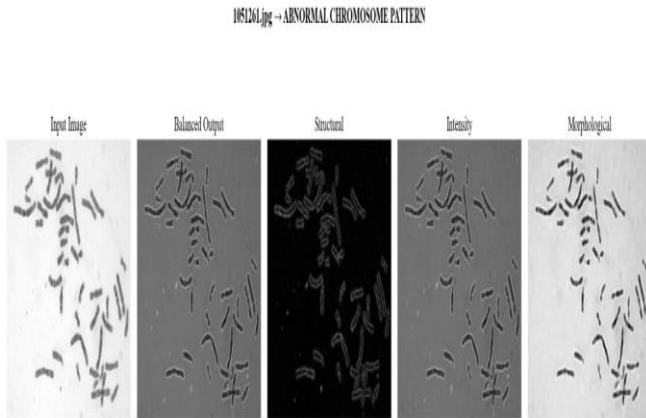 1051261.jpg → ABNORMAL CHROMOSOME PATTERN
Input Image
Balanced Output
Structural
Intensity
Morphological